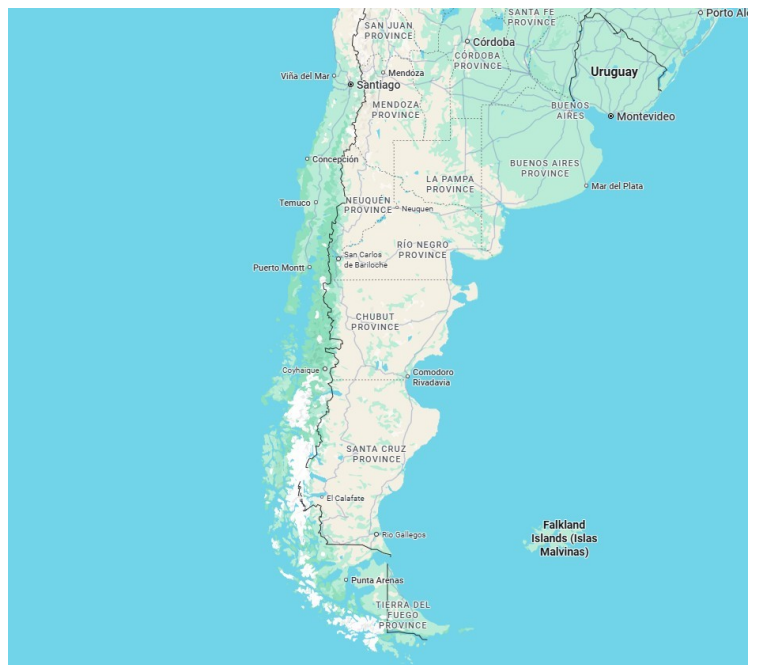 SANTA FE
PROVINCE
Porto Al
SAN JUAN
PROVINCE
Córdoba
CÓRDOBA
PROVINCE
Viña del Mar
Mendoza
Uruguay
Santiago
MENDOZA
PROVINCE
BUENOS
AIRES
Montevideo
Concepción
BUENOS AIRES
PROVINCE
LA PAMPA
PROVINCE
Mar del Plata
Temuco
NEUQUÉN
PROVINCE
Neuquen
RÍO NEGRO
PROVINCE
San Carlos
de Bariloche
Puerto Montt
CHUBUT
PROVINCE
Coyhaique
Comodoro
Rivadavia
SANTA CRUZ
PROVINCE
El Calafate
Rio Gallegos
Falkland
Islands (Islas
Malvinas)
Punta Arenas
TIERRA DEL
FUEGO
PROVINCE